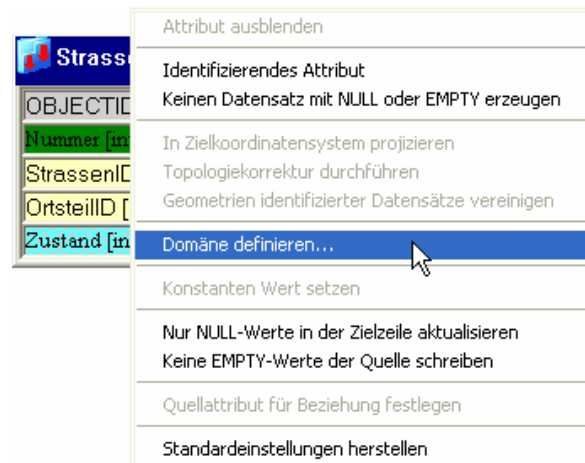 Strass
OBJECTID
Nummer [in
StrassenID
OrtsteilID [
Zustand [in
Attribut ausblenden
Identifizierendes Attribut
Keinen Datensatz mit NULL oder EMPTY erzeugen
In Zielkoordinatensystem projizieren
Topologiekorrektur durchführen
Geometrien identifizierter Datensätze vereinigen
Domäne definieren...
Konstanten Wert setzen
Nur NULL-Werte in der Zielzeile aktualisieren
Keine EMPTY-Werte der Quelle schreiben
Quellattribut für Beziehung festlegen
Standardeinstellungen herstellen